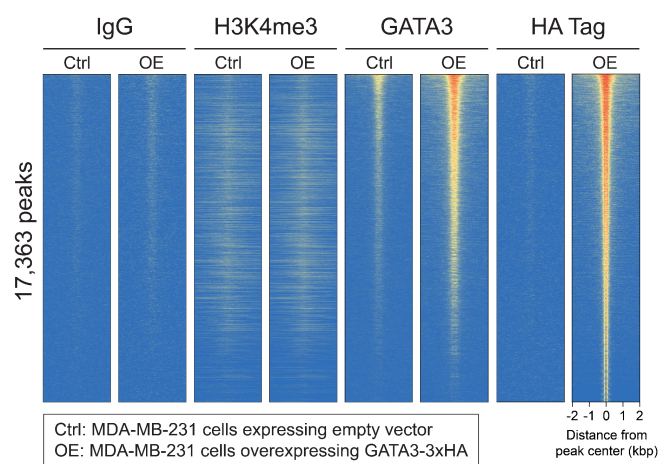 IgG H3K4me3 GATA3 HA Tag
Ctrl OE Ctrl OE Ctrl OE Ctrl OE
17,363 peaks
-2 -1 0 1 2
Distance from
peak center (kbp)
Ctrl: MDA-MB-231 cells expressing empty vector
OE: MDA-MB-231 cells overexpressing GATA3-3xHA